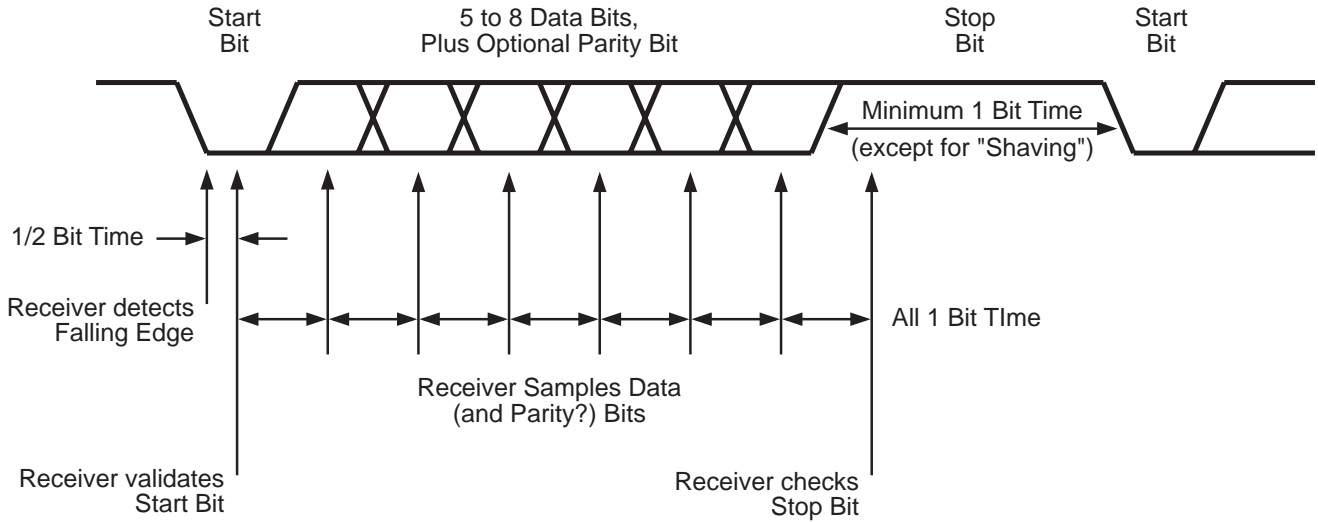 Start
Bit
5 to 8 Data Bits,
Plus Optional Parity Bit
Stop
Bit
Start
Bit
Minimum 1 Bit Time
(except for "Shaving")
1/2 Bit Time
Receiver detects
Falling Edge
All 1 Bit TIme
Receiver Samples Data
(and Parity?) Bits
Receiver validates
Start Bit
Receiver checks
Stop Bit